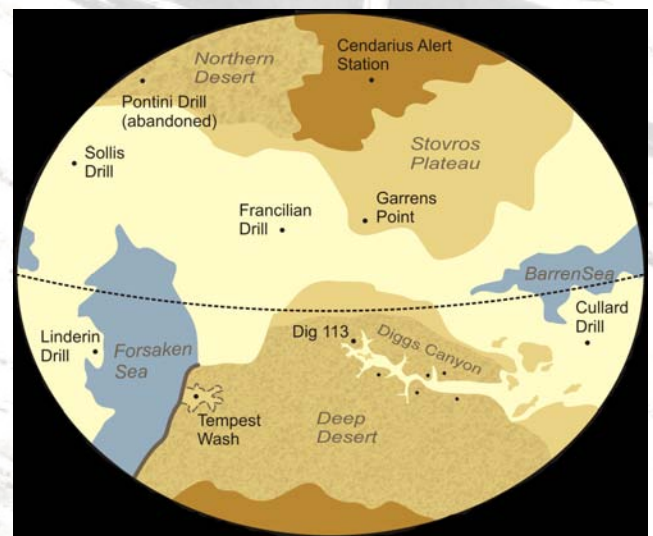 Northern
Desert
Cendarius Alert
Station
Pontini Drill
(abandoned)
Sollis
Drill
Stovros
Plateau
Francilian
Drill
Garrens
Point
BarrenSea
Cullard
Drill
Linderin
Drill
Forsaken
Sea
Dig 113
Diggs Canyon
Tempest
Wash
Deep
Desert